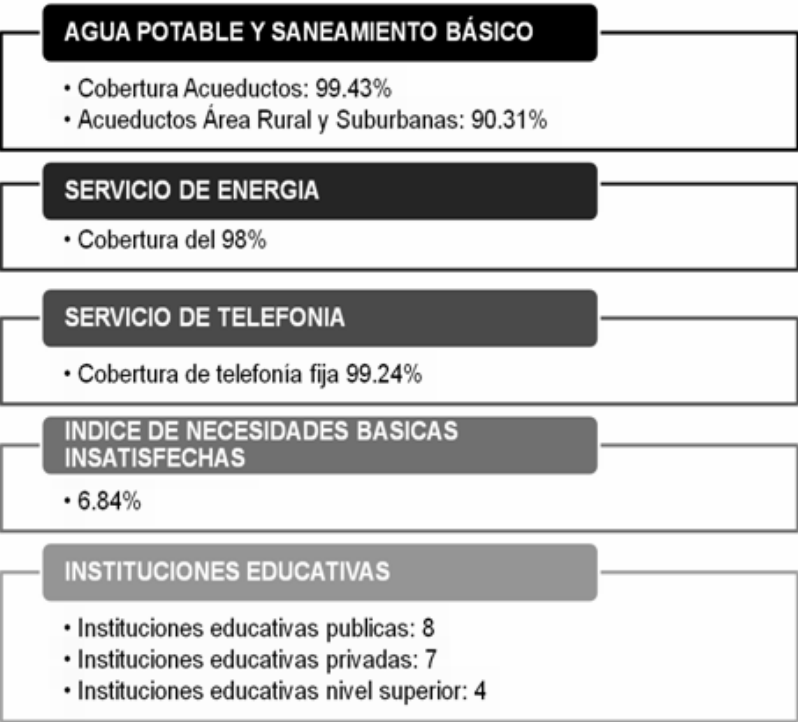 AGUA POTABLE Y SANEAMIENTO BÁSICO
• Cobertura Acueductos: 99.43%
• Acueductos Área Rural y Suburbanas: 90.31%
SERVICIO DE ENERGIA
• Cobertura del 98%
SERVICIO DE TELEFONIA
• Cobertura de telefonía fija 99.24%
INDICE DE NECESIDADES BASICAS
INSATISFECHAS
• 6.84%
INSTITUCIONES EDUCATIVAS
• Instituciones educativas publicas: 8
• Instituciones educativas privadas: 7
• Instituciones educativas nivel superior: 4